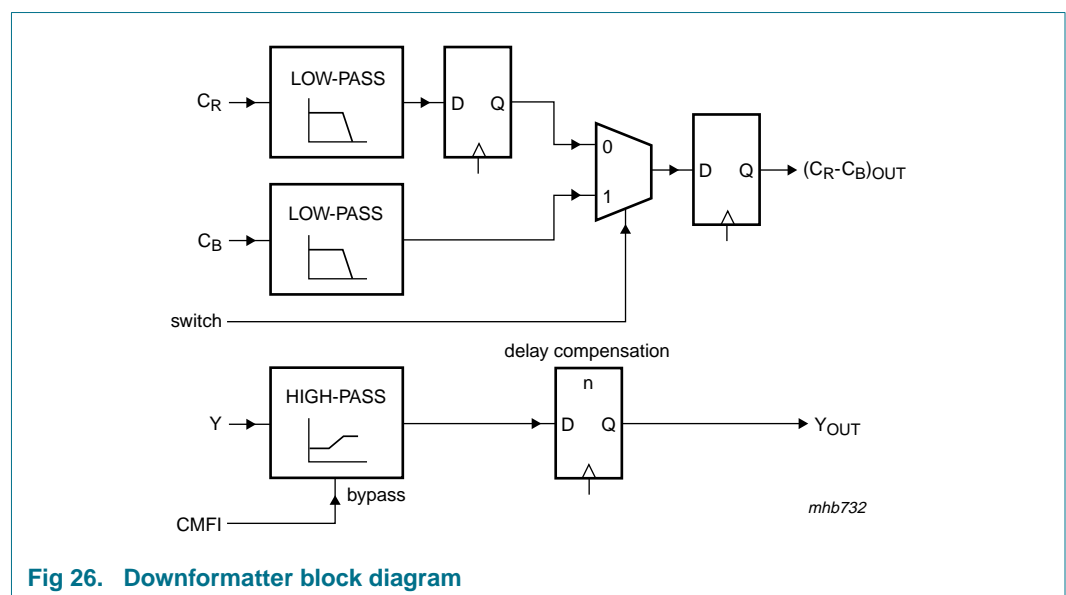 LOW-PASS
C_R
D Q
0
D Q
(C_R-C_B)_OUT
1
LOW-PASS
C_B
switch
delay compensation
n
HIGH-PASS
Y
D Q
Y_OUT
bypass
CMFI
mhb732
Fig 26. Downformatter block diagram